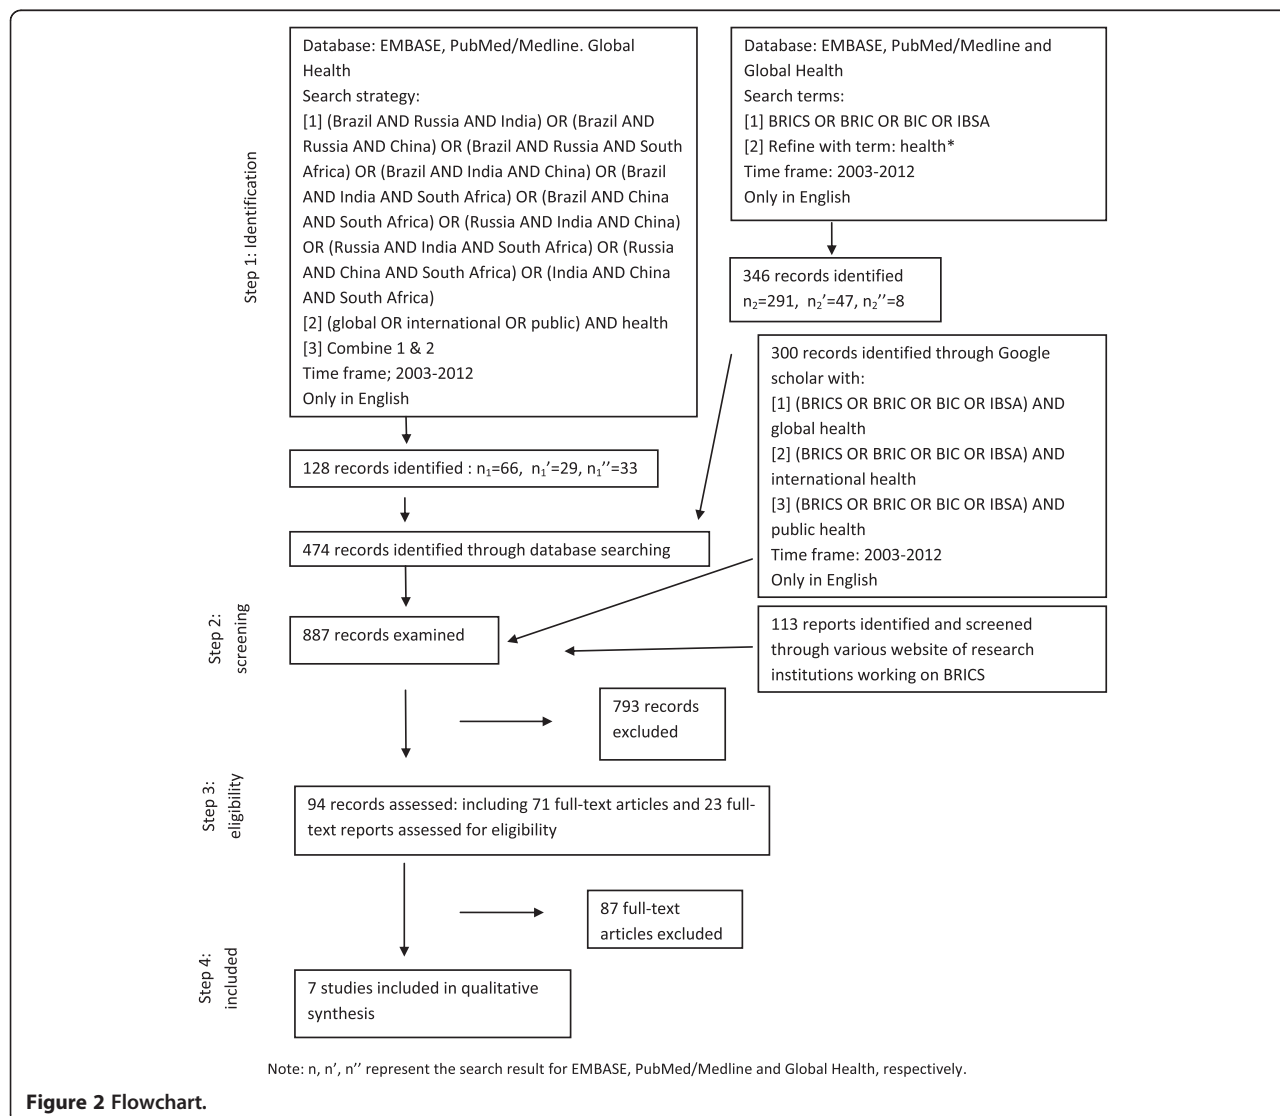 Step 1: Identification
Database: EMBASE, PubMed/Medline. Global
Health
Search strategy:
[1] (Brazil AND Russia AND India) OR (Brazil AND
Russia AND China) OR (Brazil AND Russia AND South
Africa) OR (Brazil AND India AND China) OR (Brazil
AND India AND South Africa) OR (Brazil AND China
AND South Africa) OR (Russia AND India AND China)
OR (Russia AND India AND South Africa) OR (Russia
AND China AND South Africa) OR (India AND China
AND South Africa)
[2] (global OR international OR public) AND health
[3] Combine 1 & 2
Time frame; 2003-2012
Only in English
Database: EMBASE, PubMed/Medline and
Global Health
Search terms:
[1] BRICS OR BRIC OR BIC OR IBSA
[2] Refine with term: health*
Time frame: 2003-2012
Only in English
346 records identified
n₂=291, n₂’=47, n₂’’=8
128 records identified : n₁=66, n₁’=29, n₁’’=33
300 records identified through Google
scholar with:
[1] (BRICS OR BRIC OR BIC OR IBSA) AND
global health
[2] (BRICS OR BRIC OR BIC OR IBSA) AND
international health
[3] (BRICS OR BRIC OR BIC OR IBSA) AND
public health
Time frame: 2003-2012
Only in English
474 records identified through database searching
Step 2:
screening
887 records examined
113 reports identified and screened
through various website of research
institutions working on BRICS
793 records
excluded
Step 3:
eligibility
94 records assessed: including 71 full-text articles and 23 full-
text reports assessed for eligibility
87 full-text
articles excluded
Step 4:
included
7 studies included in qualitative
synthesis
Note: n, n’, n’’ represent the search result for EMBASE, PubMed/Medline and Global Health, respectively.
Figure 2 Flowchart.